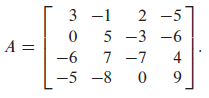 3 −1 2 −5
A = 0 5 −3 −6
−6 7 −7 4
−5 −8 0 9 .